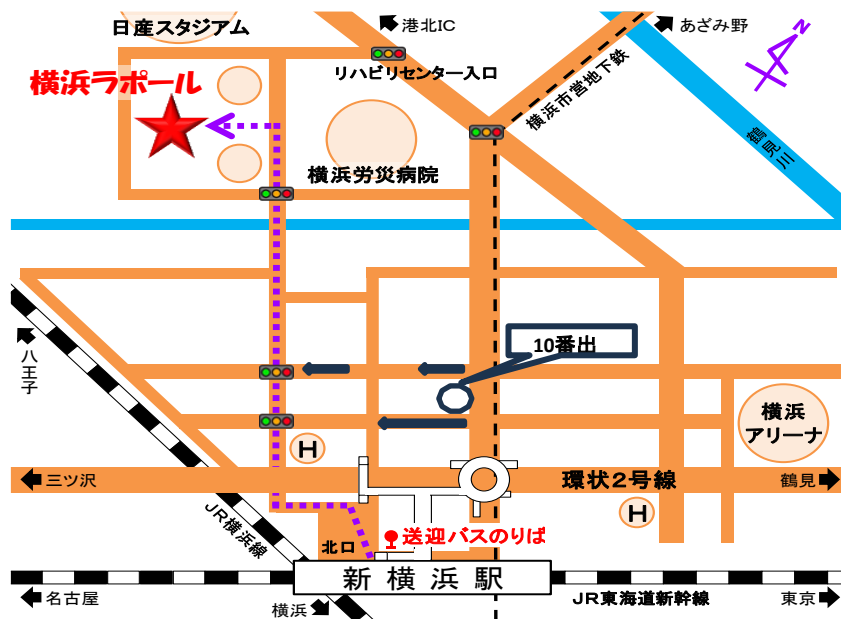 日産スタジアム
港北IC
あざみ野
N
リハビリセンター入口
横浜ラポール
横浜市営地下鉄
鶴見川
横浜労災病院
10番出
八王子
横浜
アリーナ
H
三ツ沢
環状2号線
鶴見
H
JR横浜線
送迎バスのりば
北口
新横浜駅
名古屋
横浜
JR東海道新幹線
東京